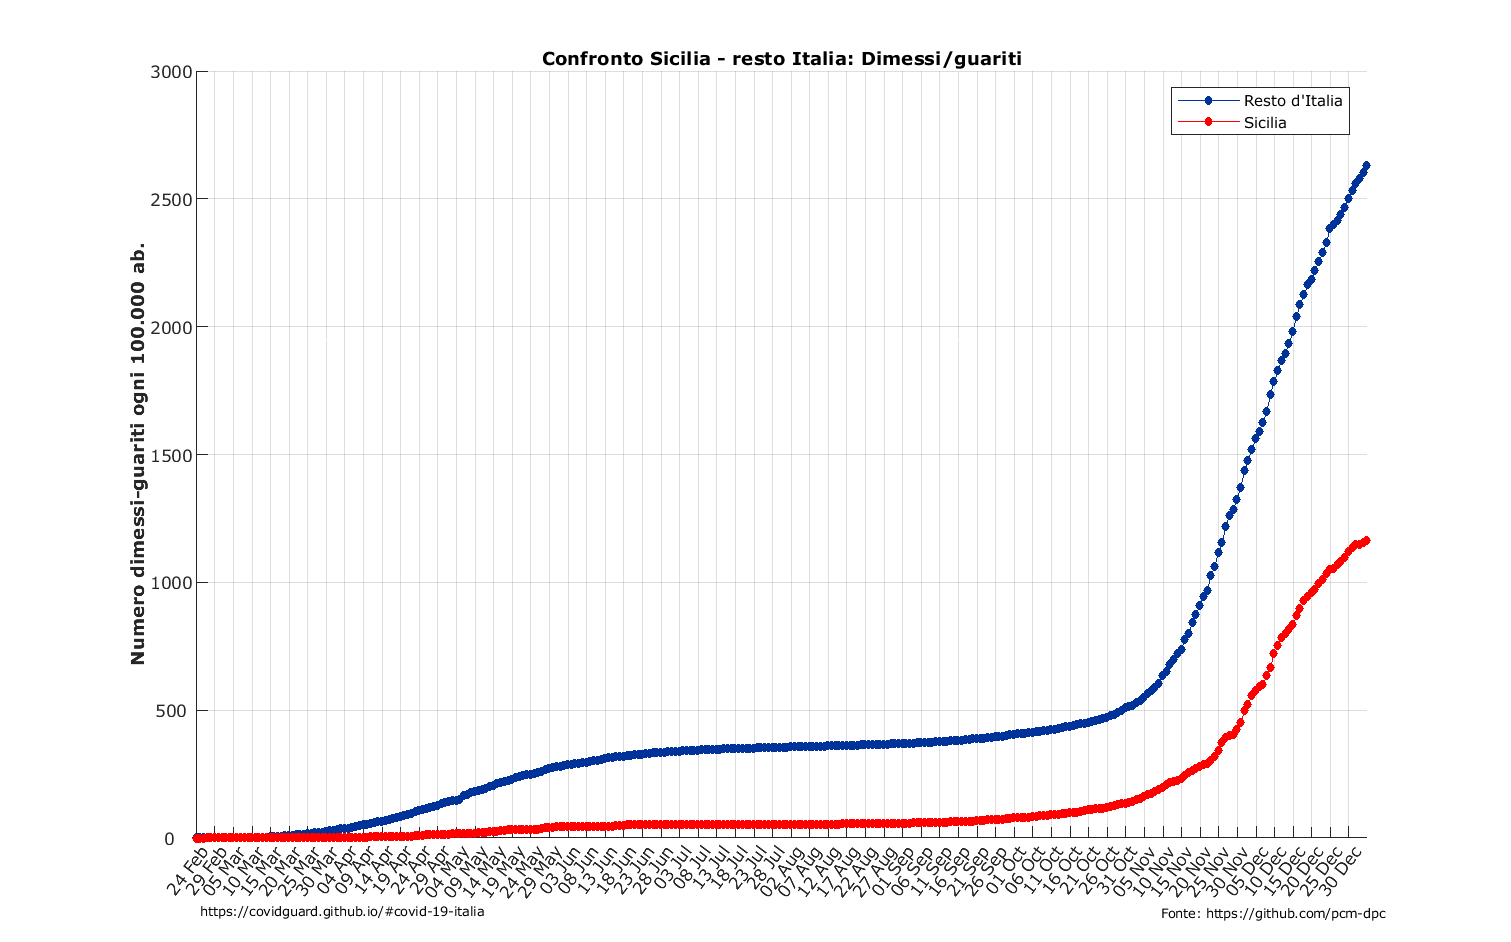 Confronto Sicilia - resto Italia: Dimessi/guariti
Numero dimessi-guariti ogni 100.000 ab.
3000
2500
2000
1500
1000
500
0
Resto d'Italia
Sicilia
24 Feb
29 Feb
05 Mar
10 Mar
15 Mar
20 Mar
25 Mar
30 Mar
04 Apr
09 Apr
14 Apr
19 Apr
24 Apr
29 Apr
04 May
09 May
14 May
19 May
24 May
29 May
03 Jun
08 Jun
13 Jun
18 Jun
23 Jun
28 Jun
03 Jul
08 Jul
13 Jul
18 Jul
23 Jul
28 Jul
02 Aug
07 Aug
12 Aug
17 Aug
22 Aug
27 Aug
01 Sep
06 Sep
11 Sep
16 Sep
21 Sep
26 Sep
01 Oct
06 Oct
11 Oct
16 Oct
21 Oct
26 Oct
31 Oct
05 Nov
10 Nov
15 Nov
20 Nov
25 Nov
30 Nov
05 Dec
10 Dec
15 Dec
20 Dec
25 Dec
30 Dec
https://covidguard.github.io/#covid-19-italia
Fonte: https://github.com/pcm-dpc